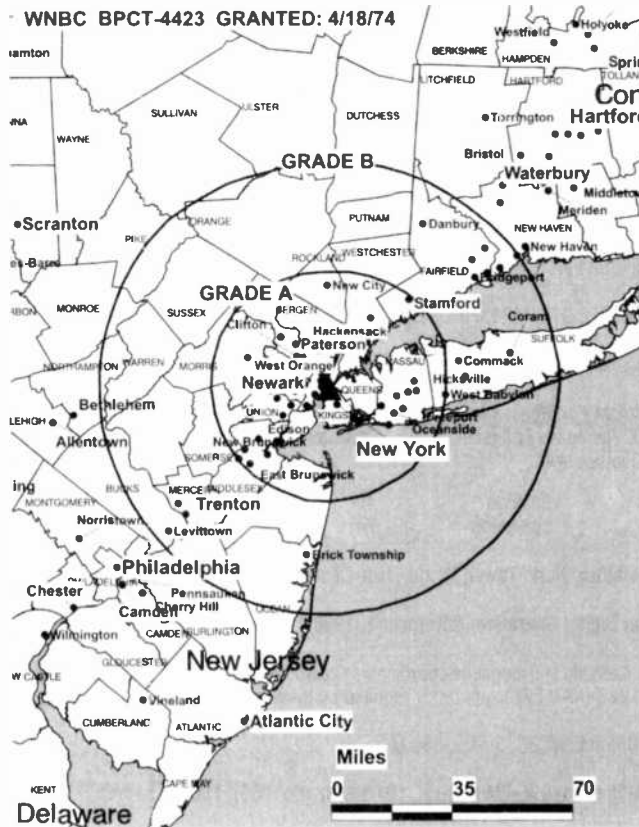 WNBC BPCT-4423 GRANTED: 4/18/74
Holyoke
Westfield
BERKSHIRE
HAMPDEN
LITCHFIELD
HARTFORD
SULLIVAN
ULSTER
DUTCHESS
Torrington
Hartford
WAYNE
GRADE B
Bristol
Waterbury
Meriden
Scranton
PIKE
ORANGE
PUTNAM
Danbury
NEW HAVEN
New Haven
ROCKLAND
WESTCHESTER
FAIRFIELD
Bridgeport
MONROE
SUSSEX
GRADE A
New City
Stamford
BERGEN
Clifton
Hackensack
Coram
SUFFOLK
Paterson
NORTHAMPTON
WARREN
MORRIS
West Orange
NASSAU
Commack
Newark
QUEENS
Hicksville
Bethlehem
UNION
KINGS
West Babylon
LEHIGH
Allentown
Edison
Freeport
Oceanside
New Brunswick
SOMERSET
New York
East Brunswick
BUCKS
MERCER
MIDDLESEX
MONTGOMERY
Trenton
Norristown
Levittown
Brick Township
Philadelphia
PHILADELPHIA
Chester
Pennsauken
OCEAN
Camden
Cherry Hill
Wilmington
CAMDEN
BURLINGTON
NEW CASTLE
GLOUCESTER
New Jersey
Vineland
CUMBERLAND
ATLANTIC
Atlantic City
Miles
KENT
CAPE MAY
0 35 70
Delaware